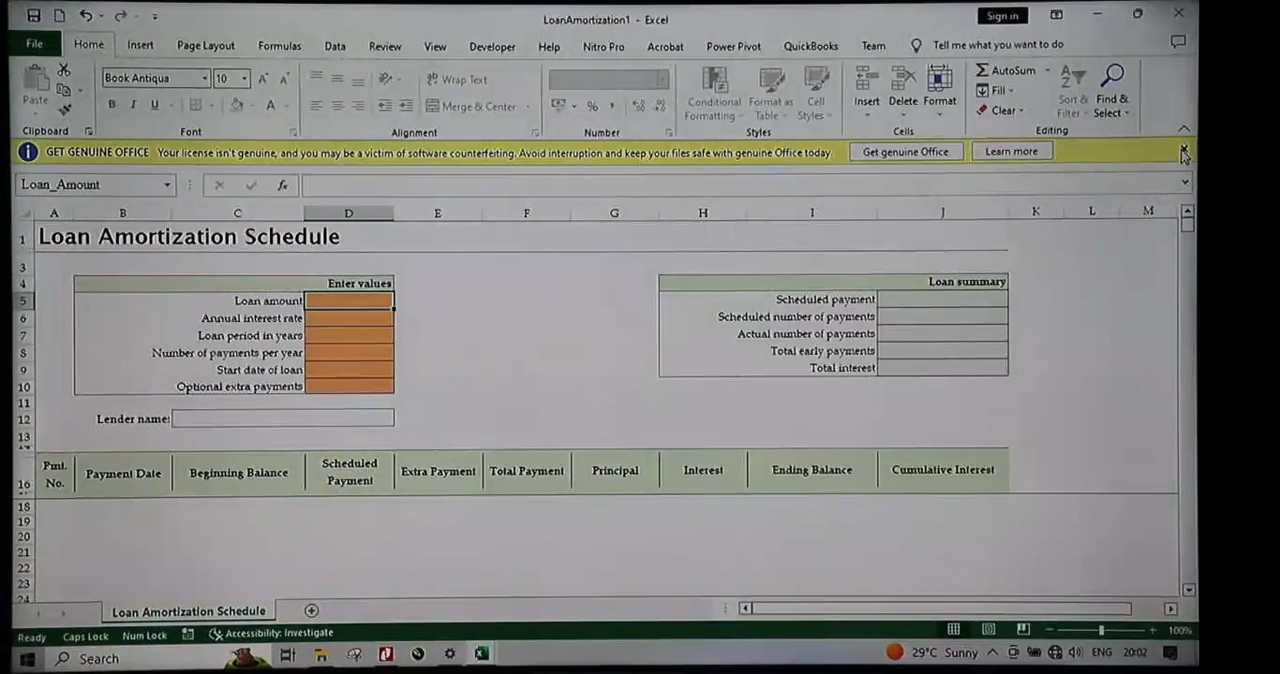 LoanAmortization1 - Excel
Sign in
File Home Insert Page Layout Formulas Data Review View Developer Help Nitro Pro Acrobat Power Pivot QuickBooks Team Tell me what you want to do
Book Antiqua 10 Wrap Text AutoSum
Paste B I U A Merge & Center % Conditional Formatting Format as Table Cell Styles Insert Delete Format Fill Clear Sort & Filter Find & Select
Clipboard Font Alignment Number Styles Cells Editing
GET GENUINE OFFICE Your license isn't genuine, and you may be a victim of software counterfeiting. Avoid interruption and keep your files safe with genuine Office today. Get genuine Office Learn more
Loan_Amount fx
A B C D E F G H I J K L M
1 Loan Amortization Schedule
3
4 Enter values Loan summary
5 Loan amount Scheduled payment
6 Annual interest rate Scheduled number of payments
7 Loan period in years Actual number of payments
8 Number of payments per year Total early payments
9 Start date of loan Total interest
10 Optional extra payments
11
12 Lender name:
13
16 Pmt. No. Payment Date Beginning Balance Scheduled Payment Extra Payment Total Payment Principal Interest Ending Balance Cumulative Interest
18
19
20
21
22
23
24
Loan Amortization Schedule
Ready Caps Lock Num Lock Accessibility: Investigate 100%
Search 29°C Sunny ENG 20:02